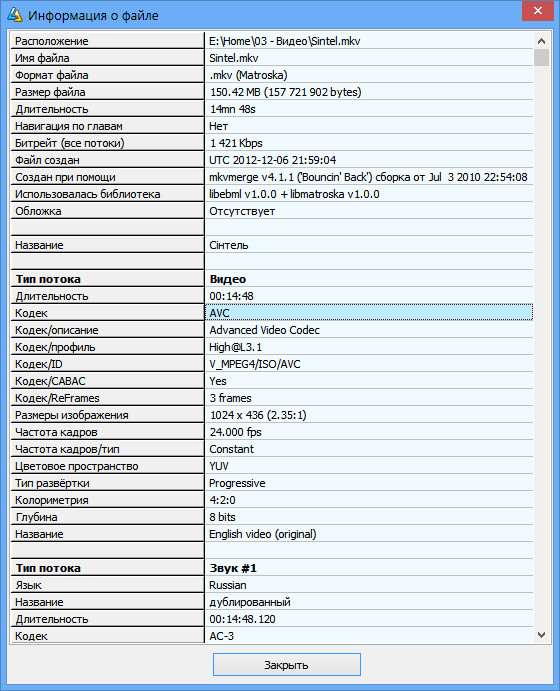 Информация о файле
Расположение E:\Home\03 - Видео\Sintel.mkv
Имя файла Sintel.mkv
Формат файла .mkv (Matroska)
Размер файла 150.42 MB (157 721 902 bytes)
Длительность 14mn 48s
Навигация по главам Нет
Битрейт (все потоки) 1 421 Kbps
Файл создан UTC 2012-12-06 21:59:04
Создан при помощи mkvmerge v4.1.1 ('Bouncin' Back') сборка от Jul  3 2010 22:54:08
Использовалась библиотека libebml v1.0.0 + libmatroska v1.0.0
Обложка Отсутствует
Название Сінтель
Тип потока Видео
Длительность 00:14:48
Кодек AVC
Кодек/описание Advanced Video Codec
Кодек/профиль High@L3.1
Кодек/ID V_MPEG4/ISO/AVC
Кодек/CABAC Yes
Кодек/ReFrames 3 frames
Размеры изображения 1024 x 436 (2.35:1)
Частота кадров 24.000 fps
Частота кадров/тип Constant
Цветовое пространство YUV
Тип развёртки Progressive
Колориметрия 4:2:0
Глубина 8 bits
Название English video (original)
Тип потока Звук #1
Язык Russian
Название дублированный
Длительность 00:14:48.120
Кодек AC-3
Закрыть